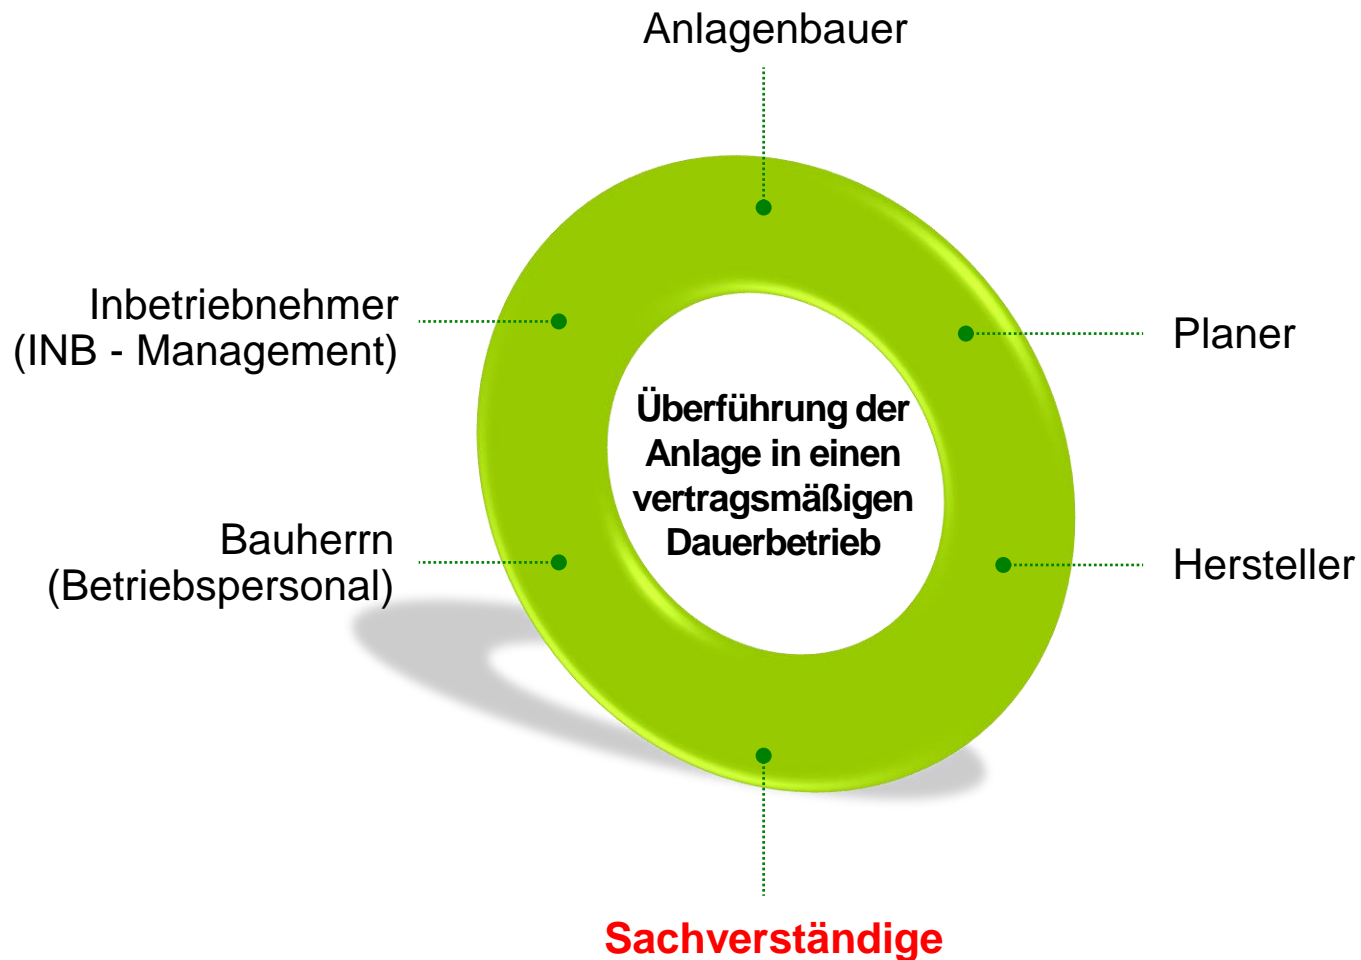 Anlagenbauer
Inbetriebnehmer
(INB - Management)
Planer
Überführung der
Anlage in einen
vertragsmäßigen
Dauerbetrieb
Bauherrn
(Betriebspersonal)
Hersteller
Sachverständige